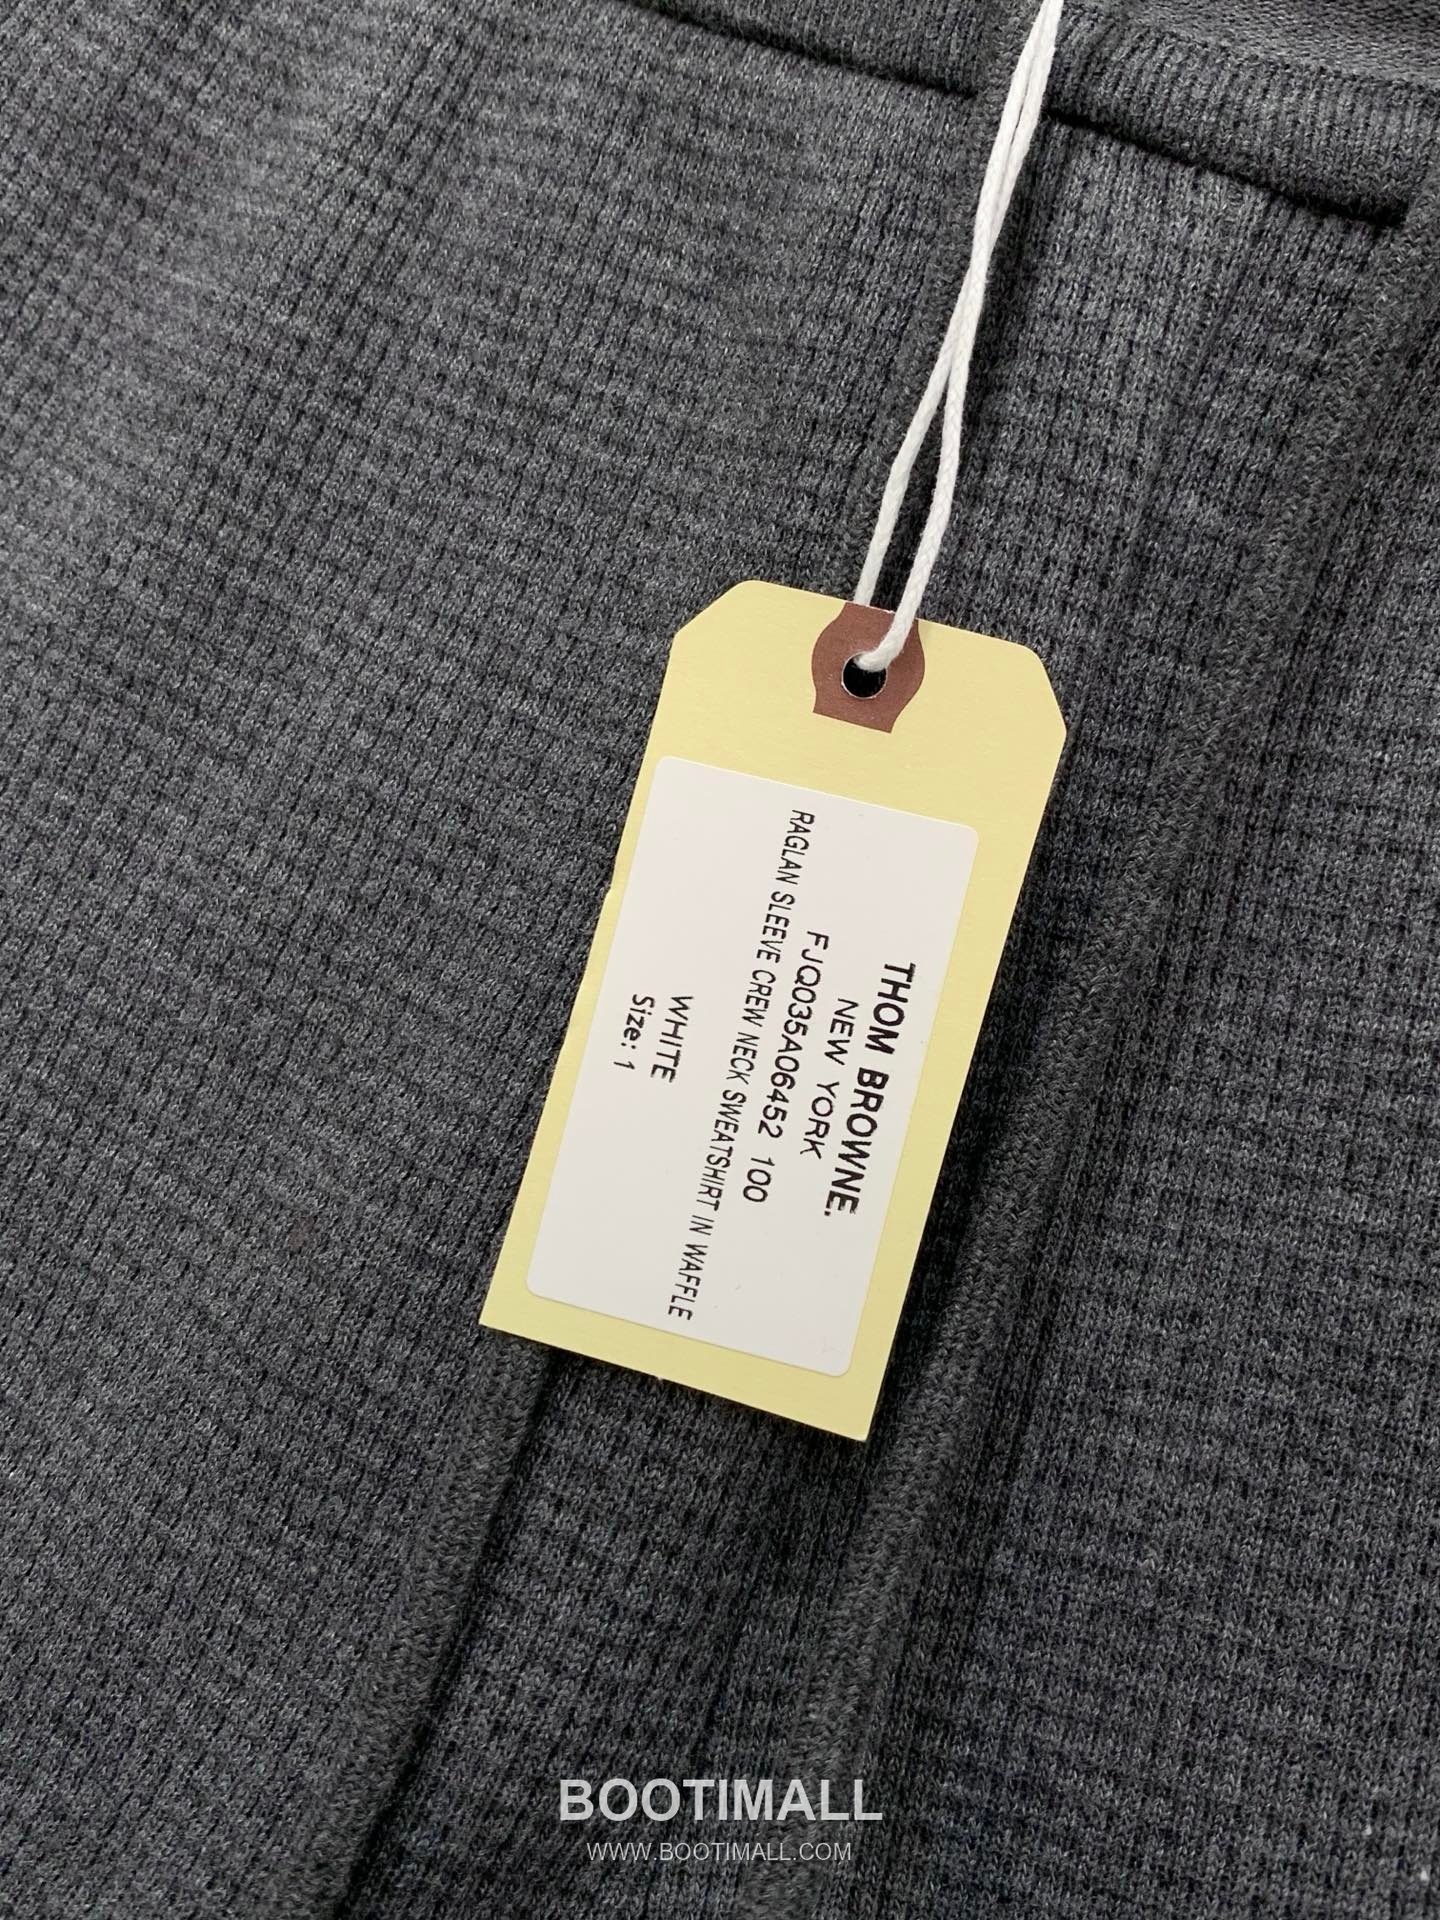 THOM BROWNE.
NEW YORK
FJQ035A06452 100
RAGLAN SLEEVE CREW NECK SWEATSHIRT IN WAFFLE
WHITE
Size: 1
BOOTIMALL
WWW.BOOTIMALL.COM